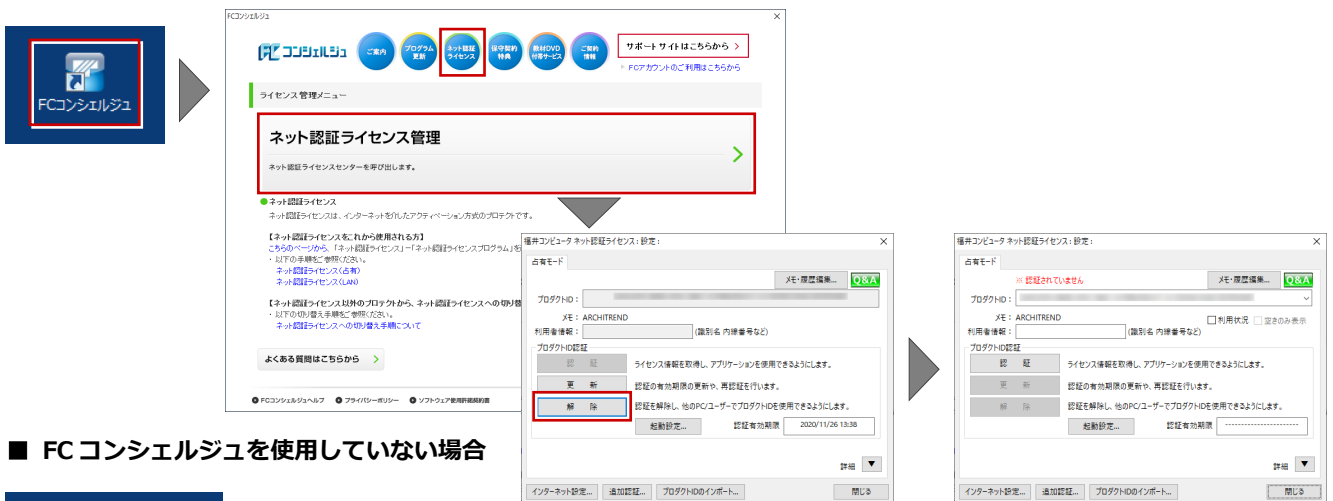 FCコンシェルジュ
FCコンシェルジュ
FC コンシェルジュ
ご案内
プログラム
更新
ネット認証
ライセンス
保守契約
特典
教材DVD
付帯サービス
ご契約
情報
サポートサイトはこちらから >
FCアカウントのご利用はこちらから
ライセンス管理メニュー
ネット認証ライセンス管理
ネット認証ライセンスセンターを呼び出します。
●ネット認証ライセンス
ネット認証ライセンスは、インターネットを介したアクティベーション方式のプロテクトです。
【ネット認証ライセンスをこれから使用される方】
こちらのページから、「ネット認証ライセンス」-「ネット認証ライセンスプログラム」を
・以下の手順をご参照ください。
ネット認証ライセンス(占有)
ネット認証ライセンス(LAN)
【ネット認証ライセンス以外のプロテクトから、ネット認証ライセンスへの切り替
・以下の切り替え手順をご参照ください。
ネット認証ライセンスへの切り替え手順について
よくある質問はこちらから >
FCコンシェルジュヘルプ
プライバシーポリシー
ソフトウェア使用許諾契約書
福井コンピュータ ネット認証ライセンス : 設定 :
占有モード
メモ・履歴編集...
Q&A
プロダクトID :
メモ : ARCHITREND
利用者情報 :
(識別名 内線番号など)
プロダクトID認証
認 証
ライセンス情報を取得し、アプリケーションを使用できるようにします。
更 新
認証の有効期限の更新や、再認証を行います。
解 除
認証を解除し、他のPC/ユーザーでプロダクトIDを使用できるようにします。
起動設定...
認証有効期限
2020/11/26 13:38
詳細 ▼
インターネット設定...
追加認証...
プロダクトIDのインポート...
閉じる
福井コンピュータ ネット認証ライセンス : 設定 :
占有モード
※ 認証されていません
メモ・履歴編集...
Q&A
プロダクトID :
メモ : ARCHITREND
利用状況
空きのみ表示
利用者情報 :
(識別名 内線番号など)
プロダクトID認証
認 証
ライセンス情報を取得し、アプリケーションを使用できるようにします。
更 新
認証の有効期限の更新や、再認証を行います。
解 除
認証を解除し、他のPC/ユーザーでプロダクトIDを使用できるようにします。
起動設定...
認証有効期限
----------------------
詳細 ▼
インターネット設定...
追加認証...
プロダクトIDのインポート...
閉じる
■ FC コンシェルジュを使用していない場合